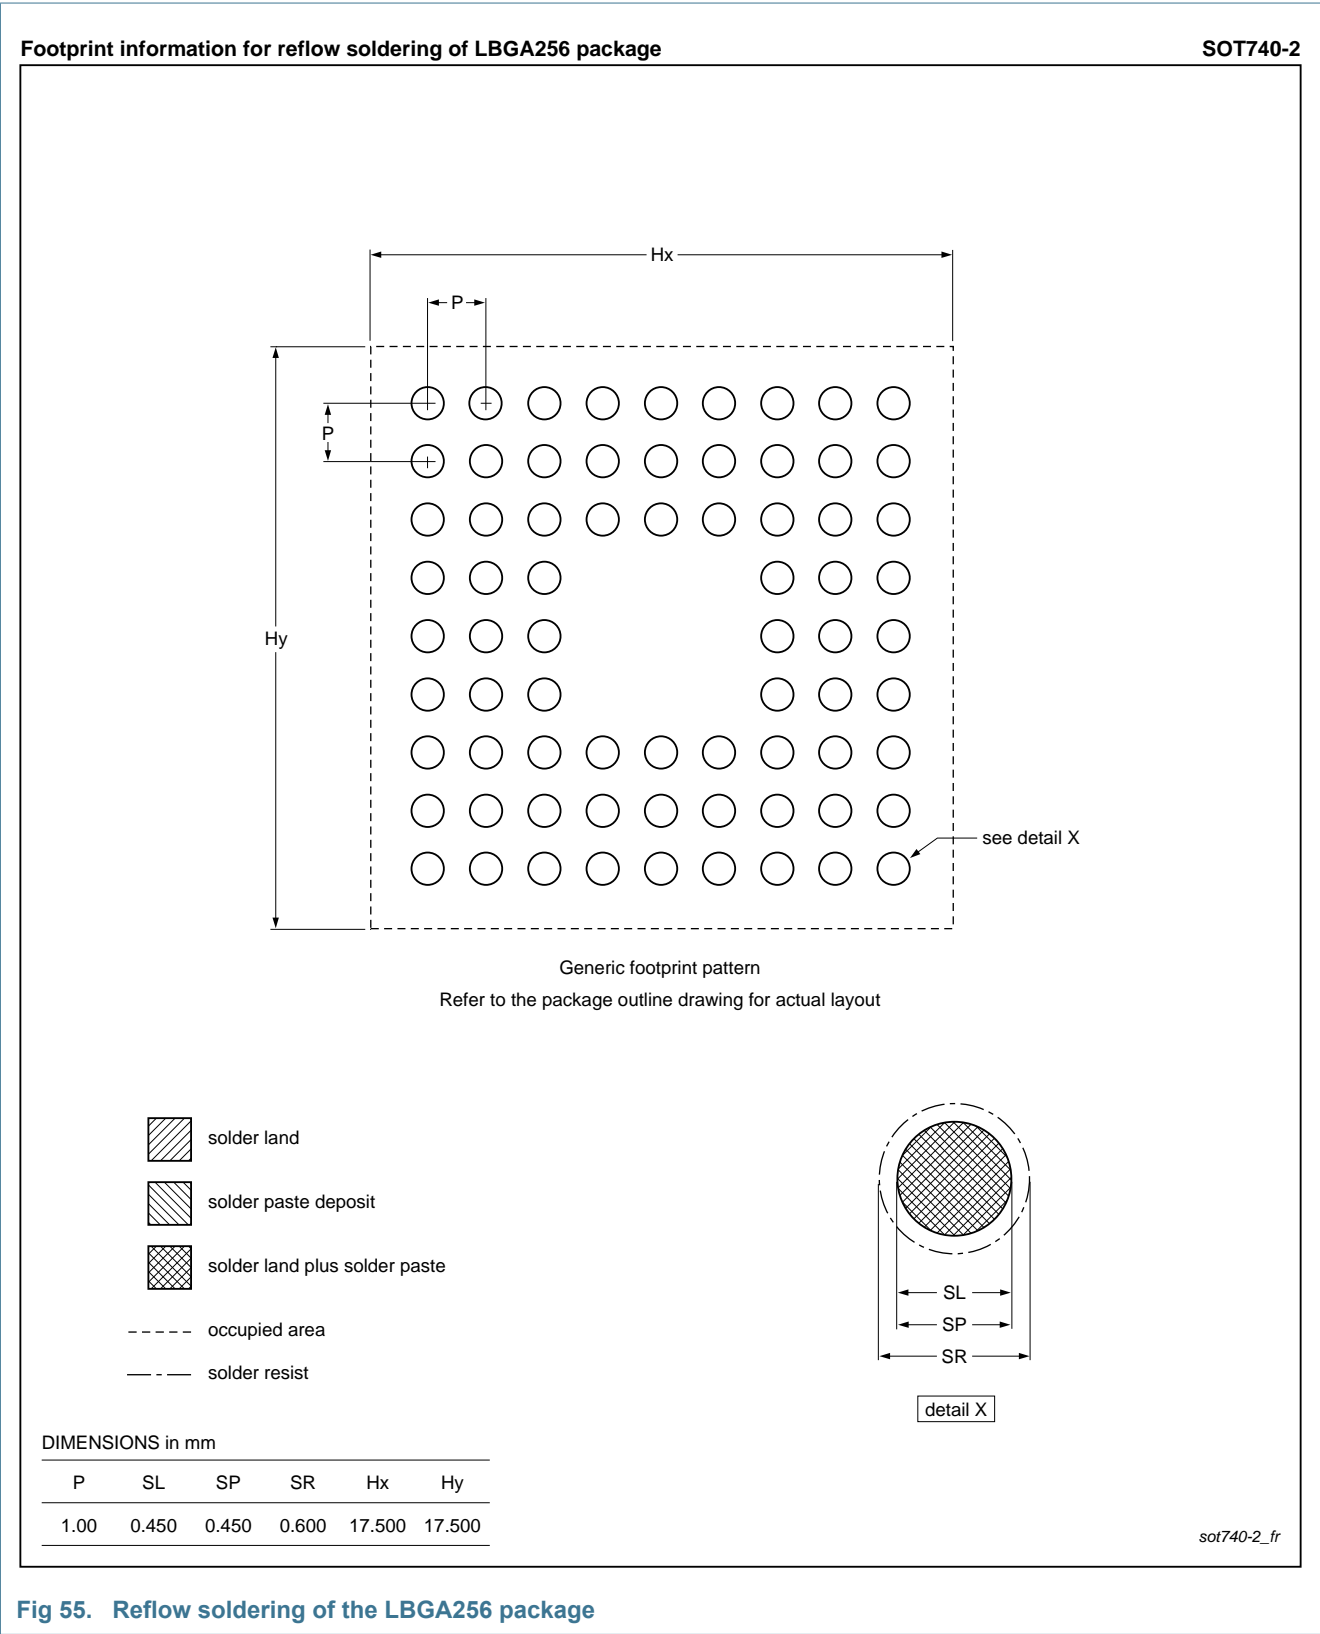 Footprint information for reflow soldering of LBGA256 package SOT740-2
Hx
P
P
Hy
see detail X
Generic footprint pattern
Refer to the package outline drawing for actual layout
solder land
solder paste deposit
solder land plus solder paste
occupied area
solder resist
SL
SP
SR
detail X
DIMENSIONS in mm
P SL SP SR Hx Hy
1.00 0.450 0.450 0.600 17.500 17.500
sot740-2_fr
Fig 55. Reflow soldering of the LBGA256 package